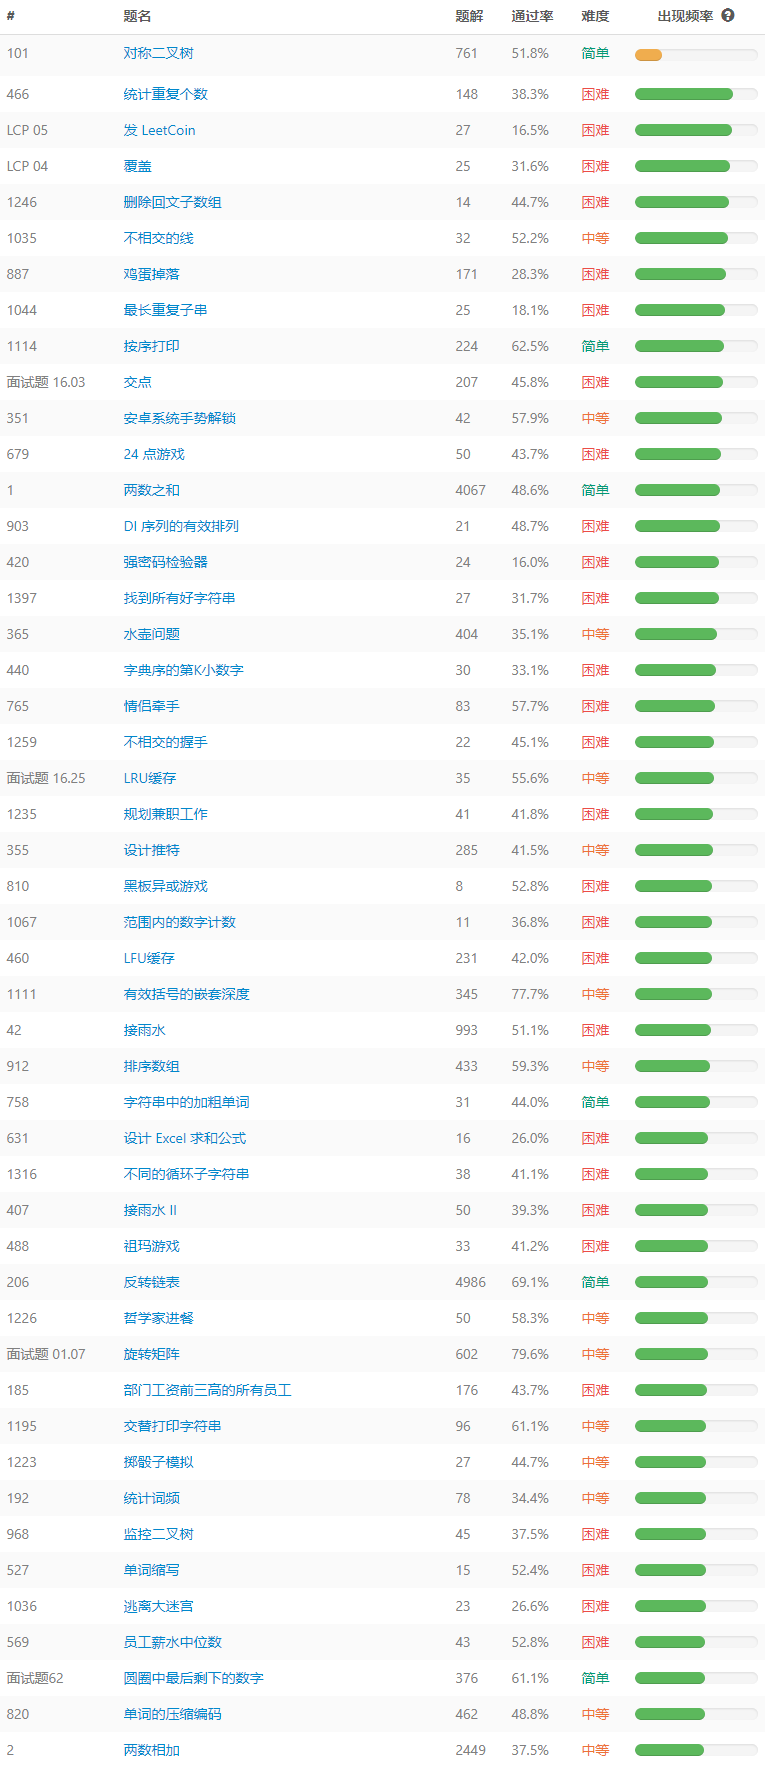 # 题名 题解 通过率 难度 出现频率
101 对称二叉树 761 51.8% 简单
466 统计重复个数 148 38.3% 困难
LCP 05 发 LeetCoin 27 16.5% 困难
LCP 04 覆盖 25 31.6% 困难
1246 删除回文子数组 14 44.7% 困难
1035 不相交的线 32 52.2% 中等
887 鸡蛋掉落 171 28.3% 困难
1044 最长重复子串 25 18.1% 困难
1114 按序打印 224 62.5% 简单
面试题 16.03 交点 207 45.8% 困难
351 安卓系统手势解锁 42 57.9% 中等
679 24 点游戏 50 43.7% 困难
1 两数之和 4067 48.6% 简单
903 DI 序列的有效排列 21 48.7% 困难
420 强密码检验器 24 16.0% 困难
1397 找到所有好字符串 27 31.7% 困难
365 水壶问题 404 35.1% 中等
440 字典序的第K小数字 30 33.1% 困难
765 情侣牵手 83 57.7% 困难
1259 不相交的握手 22 45.1% 困难
面试题 16.25 LRU缓存 35 55.6% 中等
1235 规划兼职工作 41 41.8% 困难
355 设计推特 285 41.5% 中等
810 黑板异或游戏 8 52.8% 困难
1067 范围内的数字计数 11 36.8% 困难
460 LFU缓存 231 42.0% 困难
1111 有效括号的嵌套深度 345 77.7% 中等
42 接雨水 993 51.1% 困难
912 排序数组 433 59.3% 中等
758 字符串中的加粗单词 31 44.0% 简单
631 设计 Excel 求和公式 16 26.0% 困难
1316 不同的循环子字符串 38 41.1% 困难
407 接雨水 II 50 39.3% 困难
488 祖玛游戏 33 41.2% 困难
206 反转链表 4986 69.1% 简单
1226 哲学家进餐 50 58.3% 中等
面试题 01.07 旋转矩阵 602 79.6% 中等
185 部门工资前三高的所有员工 176 43.7% 困难
1195 交替打印字符串 96 61.1% 中等
1223 掷骰子模拟 27 44.7% 中等
192 统计词频 78 34.4% 中等
968 监控二叉树 45 37.5% 困难
527 单词缩写 15 52.4% 困难
1036 逃离大迷宫 23 26.6% 困难
569 员工薪水中位数 43 52.8% 困难
面试题62 圆圈中最后剩下的数字 376 61.1% 简单
820 单词的压缩编码 462 48.8% 中等
2 两数相加 2449 37.5% 中等